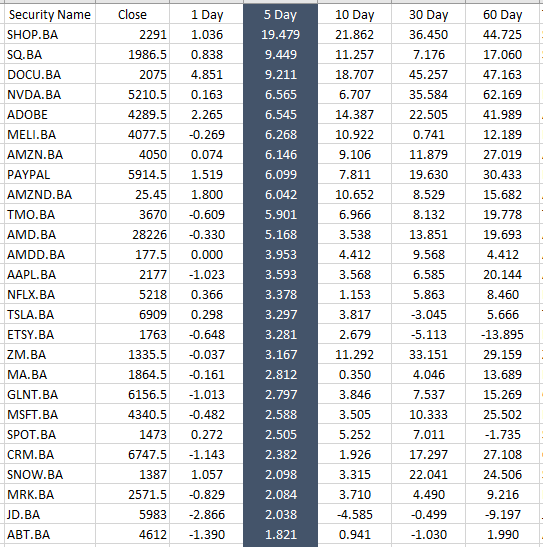 Security Name Close 1 Day 5 Day 10 Day 30 Day 60 Day
SHOP.BA 2291 1.036 19.479 21.862 36.450 44.725
SQ.BA 1986.5 0.838 9.449 11.257 7.176 17.060
DOCU.BA 2075 4.851 9.211 18.707 45.257 47.163
NVDA.BA 5210.5 0.163 6.565 6.707 35.584 62.169
ADOBE 4289.5 2.265 6.545 14.387 22.505 41.989
MELI.BA 4077.5 -0.269 6.268 10.922 0.741 12.189
AMZN.BA 4050 0.074 6.146 9.106 11.879 27.019
PAYPAL 5914.5 1.519 6.099 7.811 19.630 30.433
AMZND.BA 25.45 1.800 6.042 10.652 8.529 15.682
TMO.BA 3670 -0.609 5.901 6.966 8.132 19.778
AMD.BA 28226 -0.330 5.168 3.538 13.851 19.693
AMDD.BA 177.5 0.000 3.953 4.412 9.568 4.412
AAPL.BA 2177 -1.023 3.593 3.568 6.585 20.144
NFLX.BA 5218 0.366 3.378 1.153 5.863 8.460
TSLA.BA 6909 0.298 3.297 3.817 -3.045 5.666
ETSY.BA 1763 -0.648 3.281 2.679 -5.113 -13.895
ZM.BA 1335.5 -0.037 3.167 11.292 33.151 29.159
MA.BA 1864.5 -0.161 2.812 0.350 4.046 13.689
GLNT.BA 6156.5 -1.013 2.797 3.846 7.537 15.269
MSFT.BA 4340.5 -0.482 2.588 3.505 10.333 25.502
SPOT.BA 1473 0.272 2.505 5.252 7.011 -1.735
CRM.BA 6747.5 -1.143 2.382 1.926 17.297 27.108
SNOW.BA 1387 1.057 2.098 3.315 22.041 24.506
MRK.BA 2571.5 -0.829 2.084 3.710 4.490 9.216
JD.BA 5983 -2.866 2.038 -4.585 -0.499 -9.197
ABT.BA 4612 -1.390 1.821 0.941 -1.030 1.990